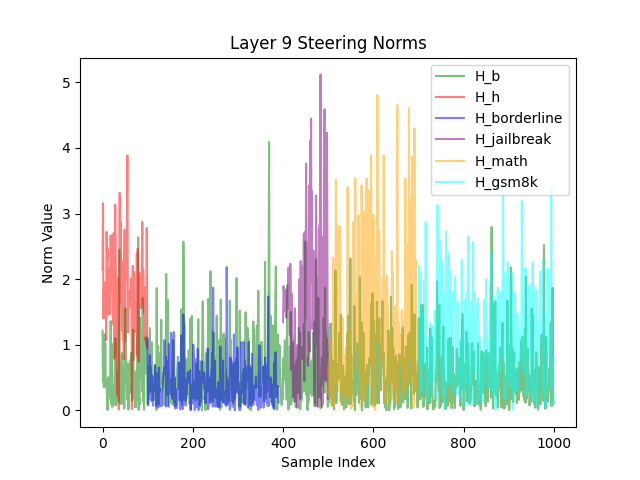 Layer 9 Steering Norms
Norm Value
5
4
3
2
1
0
H_b
H_h
H_borderline
H_jailbreak
H_math
H_gsm8k
0
200
400
600
800
1000
Sample Index